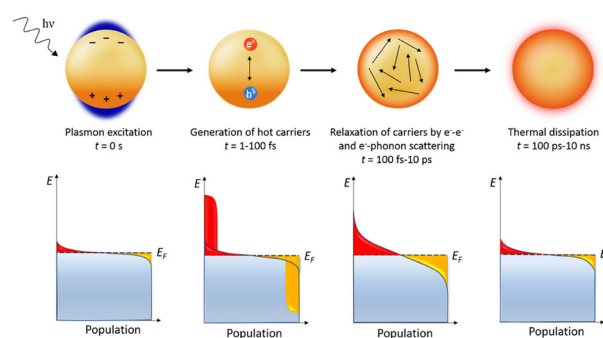 hν
− − −
+ + +
e⁻
h⁺
Plasmon excitation
t = 0 s
Generation of hot carriers
t = 1-100 fs
Relaxation of carriers by e⁻-e⁻
and e⁻-phonon scattering
t = 100 fs-10 ps
Thermal dissipation
t = 100 ps-10 ns
E
E_F
Population
E
E_F
Population
E
E_F
Population
E
E_F
Population